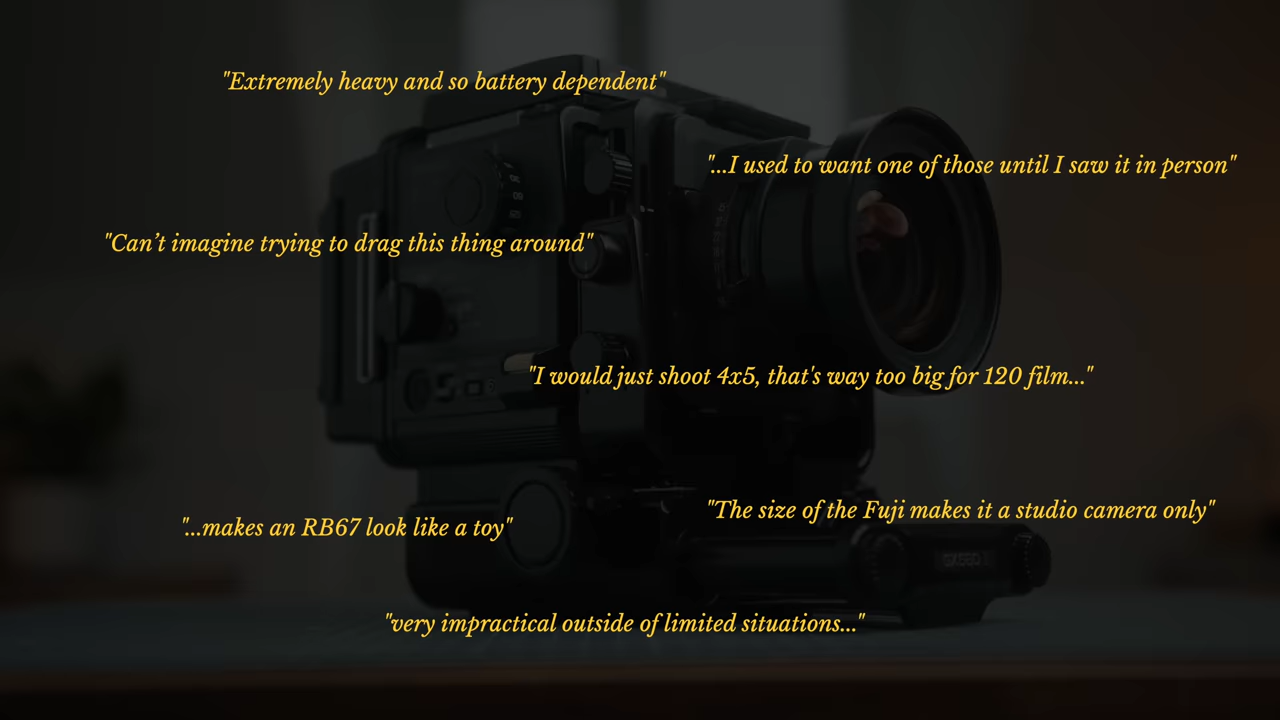 "Extremely heavy and so battery dependent"
"...I used to want one of those until I saw it in person"
"Can’t imagine trying to drag this thing around"
"I would just shoot 4x5, that's way too big for 120 film..."
"The size of the Fuji makes it a studio camera only"
"...makes an RB67 look like a toy"
GX680
"very impractical outside of limited situations..."